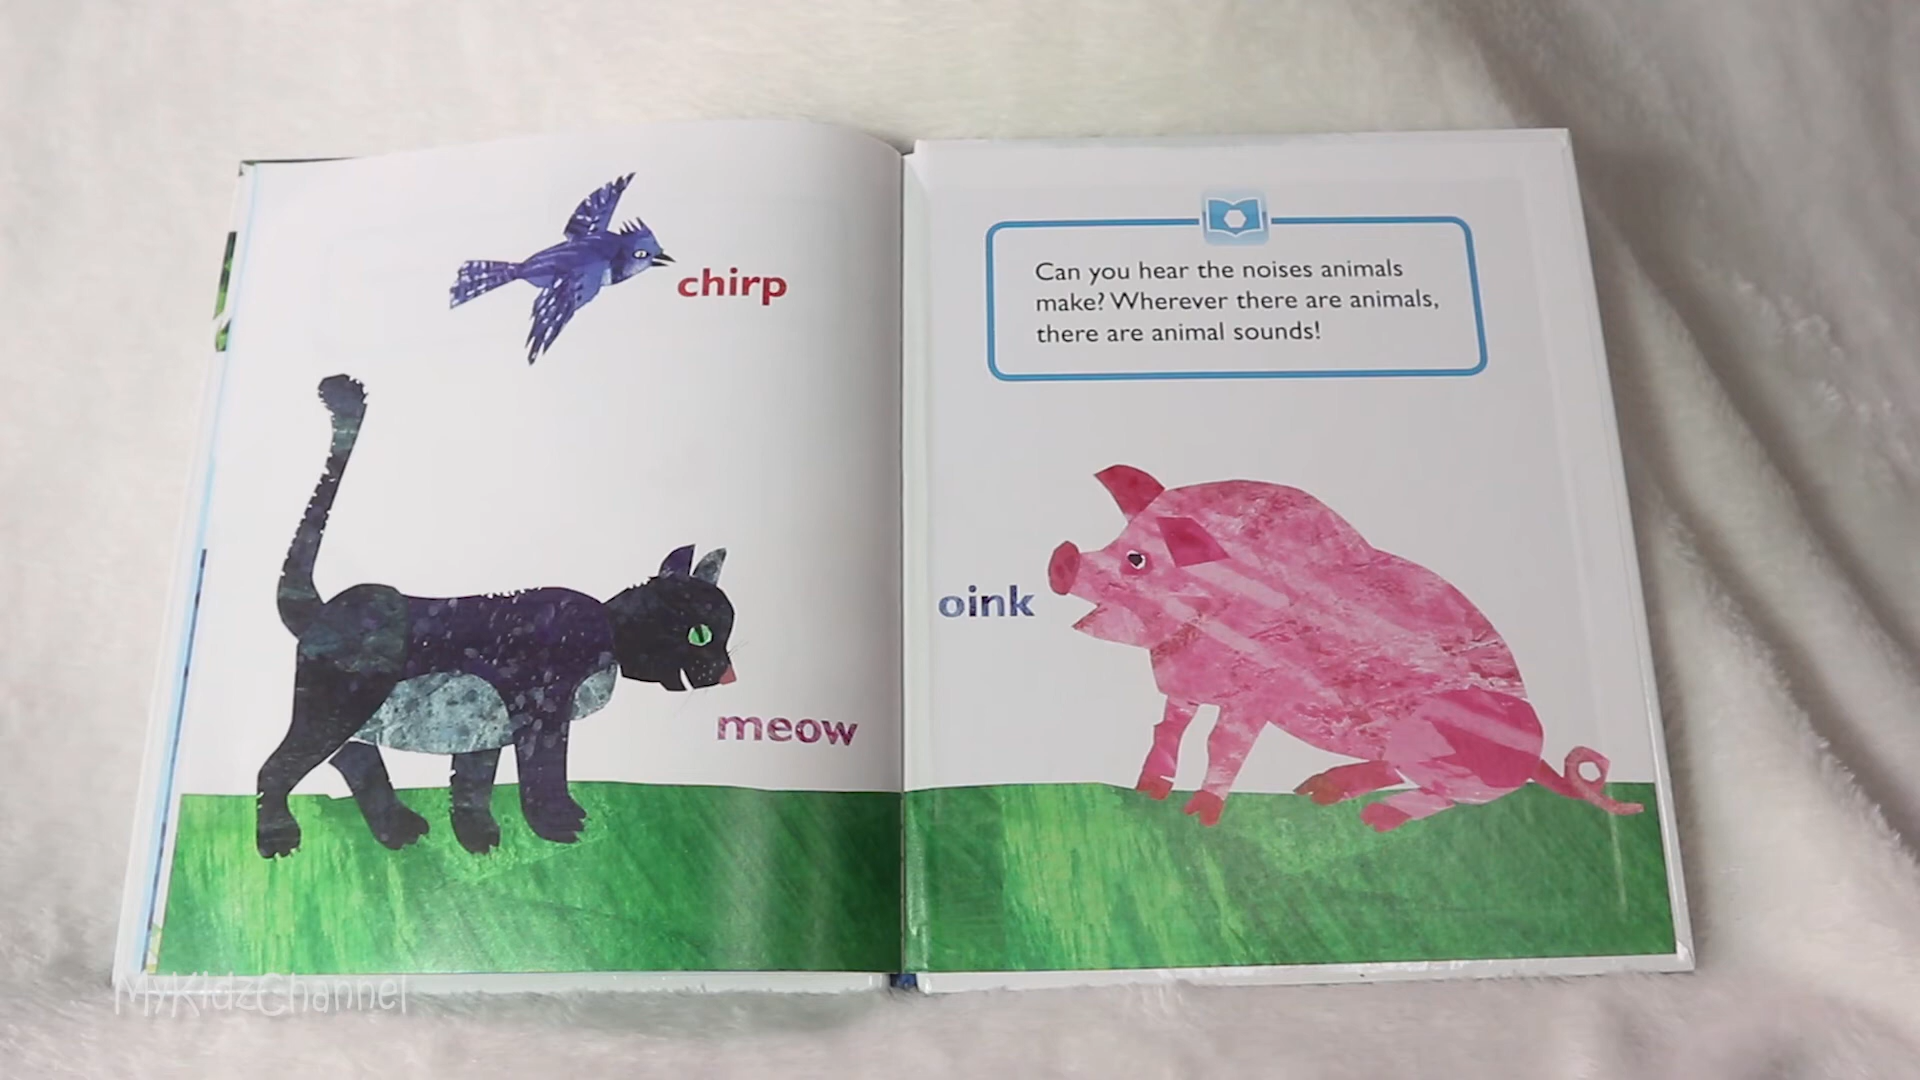 chirp
meow
Can you hear the noises animals
make? Wherever there are animals,
there are animal sounds!
oink
MyKidzChannel